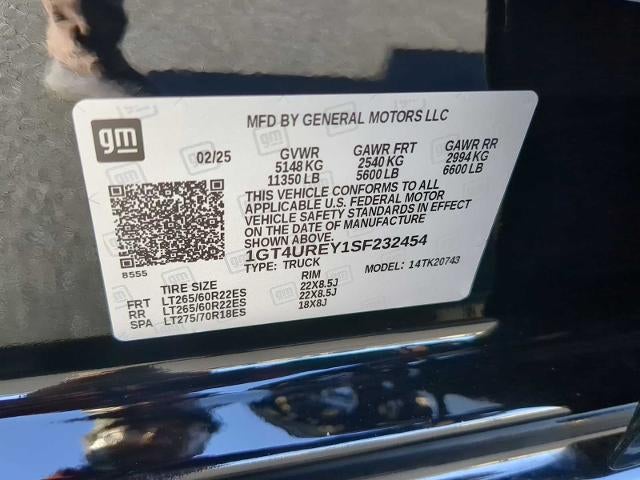 gm
MFD BY GENERAL MOTORS LLC
02/25 GVWR GAWR FRT GAWR RR
5148 KG 2540 KG 2994 KG
11350 LB 5600 LB 6600 LB
THIS VEHICLE CONFORMS TO ALL
APPLICABLE U.S. FEDERAL MOTOR
VEHICLE SAFETY STANDARDS IN EFFECT
ON THE DATE OF MANUFACTURE
SHOWN ABOVE.
8555 1GT4UREY1SF232454
TYPE: TRUCK MODEL: 14TK20743
TIRE SIZE RIM
FRT LT265/60R22ES 22X8.5J
RR LT265/60R22ES 22X8.5J
SPA LT275/70R18ES 18X8J